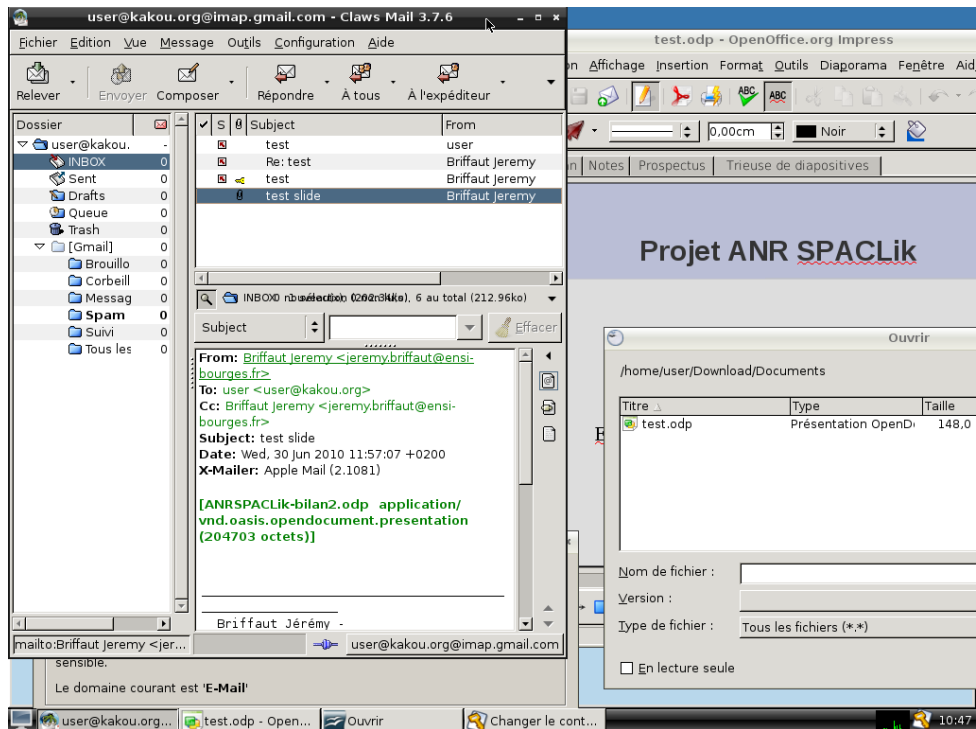 user@kakou.org@imap.gmail.com - Claws Mail 3.7.6
Fichier Edition Vue Message Outils Configuration Aide
Relever Envoyer Composer Répondre À tous À l'expéditeur
Dossier
user@kakou. -
INBOX 0
Sent 0
Drafts 0
Queue 0
Trash 0
[Gmail] 0
Brouillo 0
Corbeill 0
Messag 0
Spam 0
Suivi 0
Tous les 0
S Subject From
test user
Re: test Briffaut Jeremy
test Briffaut Jeremy
test slide Briffaut Jeremy
INBOX 6 au total (212.96ko)
Subject Effacer
From: Briffaut Jeremy <jeremy.briffaut@ensi-
bourges.fr>
To: user <user@kakou.org>
Cc: Briffaut Jeremy <jeremy.briffaut@ensi-
bourges.fr>
Subject: test slide
Date: Wed, 30 Jun 2010 11:57:07 +0200
X-Mailer: Apple Mail (2.1081)
[ANRSPACLik-bilan2.odp application/
vnd.oasis.opendocument.presentation
(204703 octets)]
Briffaut Jérémy -
mailto:Briffaut Jeremy <jer...
user@kakou.org@imap.gmail.com
test.odp - OpenOffice.org Impress
n Affichage Insertion Format Outils Diaporama Fenêtre Aid
ABC ABC
0,00cm Noir
n Notes Prospectus Trieuse de diapositives
Projet ANR SPACLik
E
Ouvrir
/home/user/Download/Documents
Titre Type Taille
test.odp Présentation OpenD 148,0
Nom de fichier :
Version :
Type de fichier : Tous les fichiers (*.*)
En lecture seule
sensible.
Le domaine courant est 'E-Mail'
user@kakou.org... test.odp - Open... Ouvrir Changer le cont... 10:47